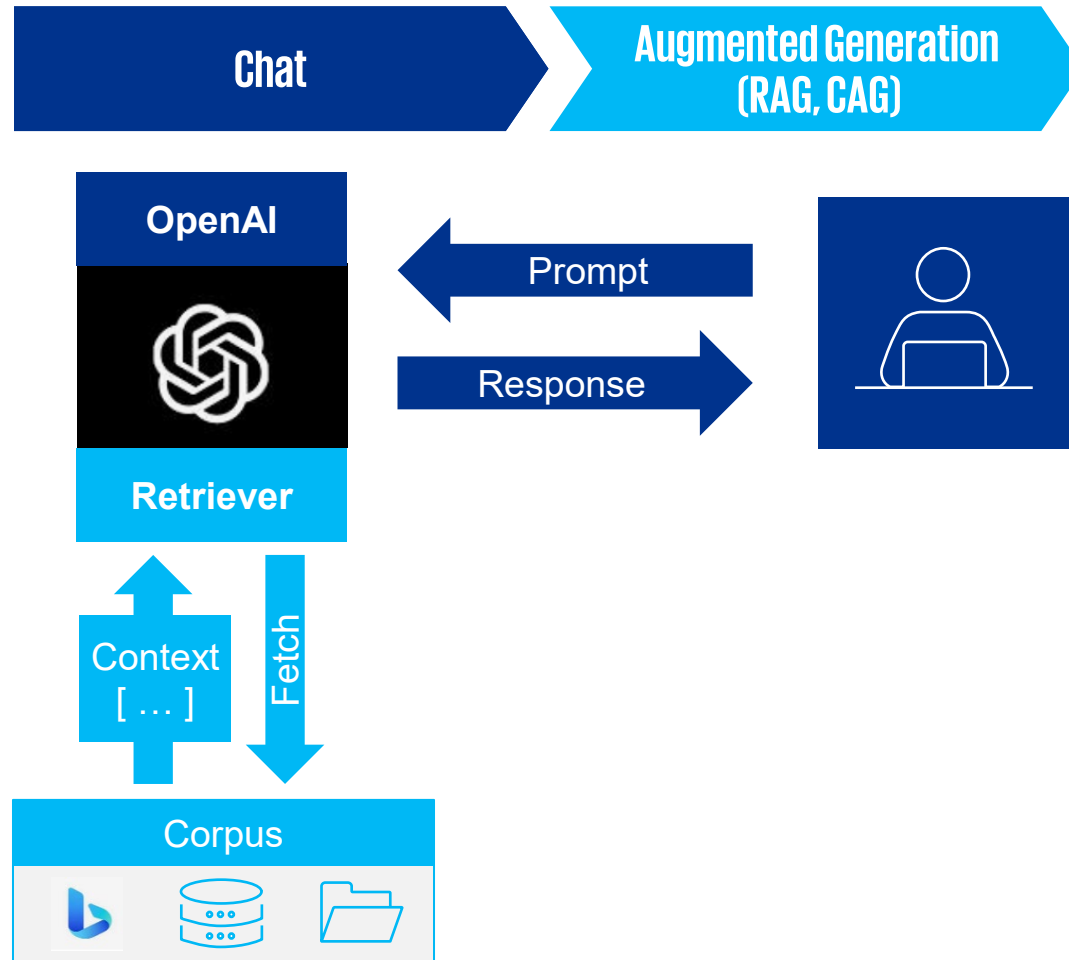 Chat
Augmented Generation
(RAG, CAG)
OpenAI
Prompt
Response
Retriever
Context
[ … ]
Fetch
Corpus